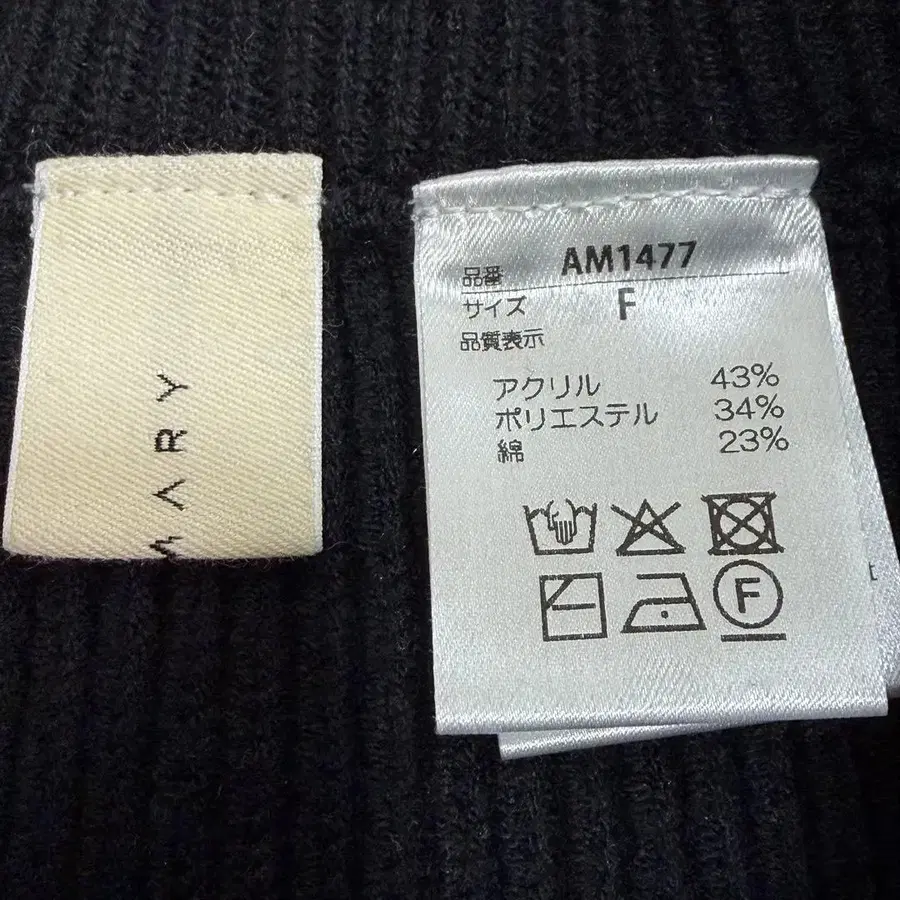 MARY
品番 AM1477
サイズ F
品質表示
アクリル 43%
ポリエステル 34%
綿 23%
F